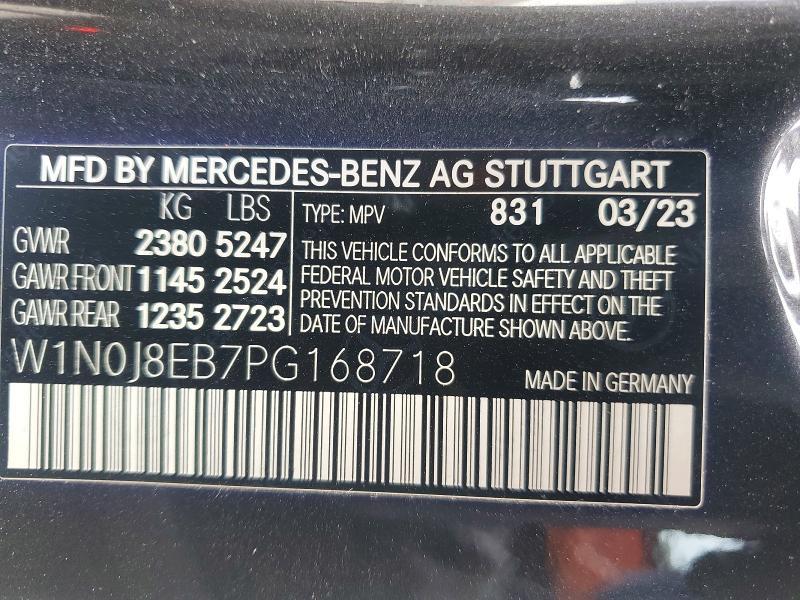 MFD BY MERCEDES-BENZ AG STUTTGART
KG LBS
GVWR 2380 5247
GAWR FRONT 1145 2524
GAWR REAR 1235 2723
TYPE: MPV 831 03/23
THIS VEHICLE CONFORMS TO ALL APPLICABLE
FEDERAL MOTOR VEHICLE SAFETY AND THEFT
PREVENTION STANDARDS IN EFFECT ON THE
DATE OF MANUFACTURE SHOWN ABOVE.
W1N0J8EB7PG168718
MADE IN GERMANY